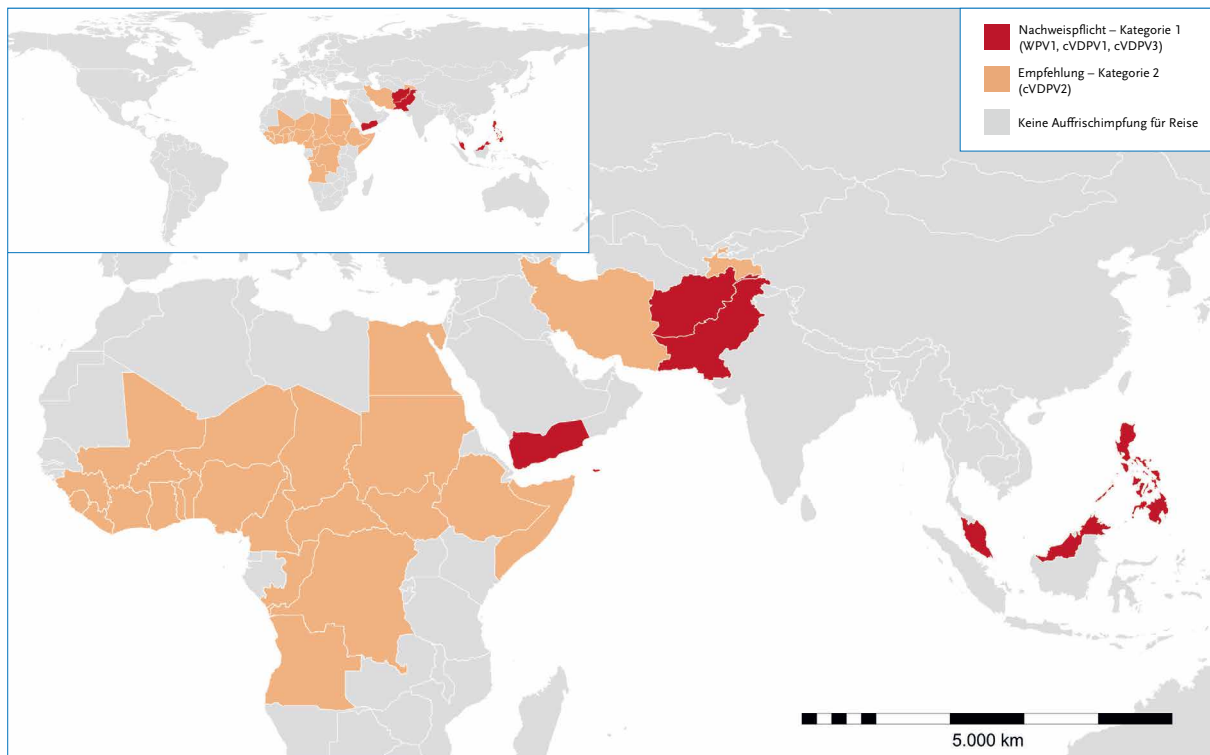 Nachweispflicht – Kategorie 1
(WPV1, cVDPV1, cVDPV3)
Empfehlung – Kategorie 2
(cVDPV2)
Keine Auffrischimpfung für Reise
5.000 km